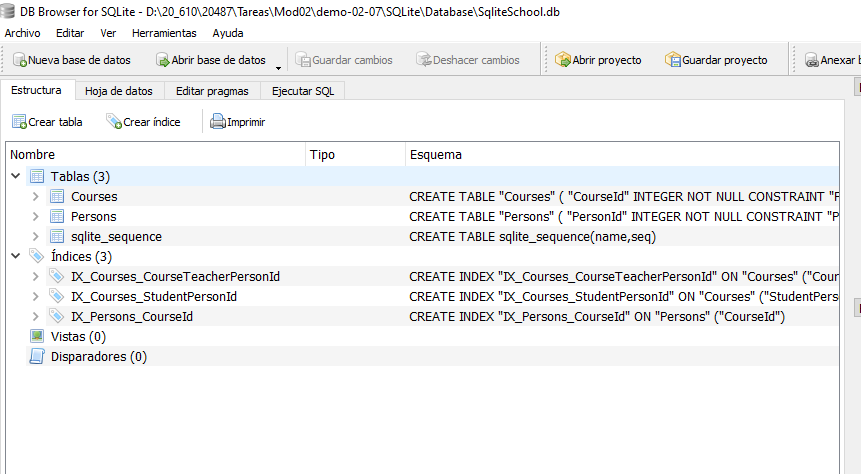 DB Browser for SQLite - D:\20_610\20487\Tareas\Mod02\demo-02-07\SQLite\Database\SqliteSchool.db
Archivo Editar Ver Herramientas Ayuda
Nueva base de datos Abrir base de datos Guardar cambios Deshacer cambios Abrir proyecto Guardar proyecto Anexar b
Estructura Hoja de datos Editar pragmas Ejecutar SQL
Crear tabla Crear índice Imprimir
Nombre Tipo Esquema
Tablas (3)
Courses CREATE TABLE "Courses" ( "CourseId" INTEGER NOT NULL CONSTRAINT "P
Persons CREATE TABLE "Persons" ( "PersonId" INTEGER NOT NULL CONSTRAINT "P
sqlite_sequence CREATE TABLE sqlite_sequence(name,seq)
Índices (3)
IX_Courses_CourseTeacherPersonId CREATE INDEX "IX_Courses_CourseTeacherPersonId" ON "Courses" ("Cour
IX_Courses_StudentPersonId CREATE INDEX "IX_Courses_StudentPersonId" ON "Courses" ("StudentPers
IX_Persons_CourseId CREATE INDEX "IX_Persons_CourseId" ON "Persons" ("CourseId")
Vistas (0)
Disparadores (0)